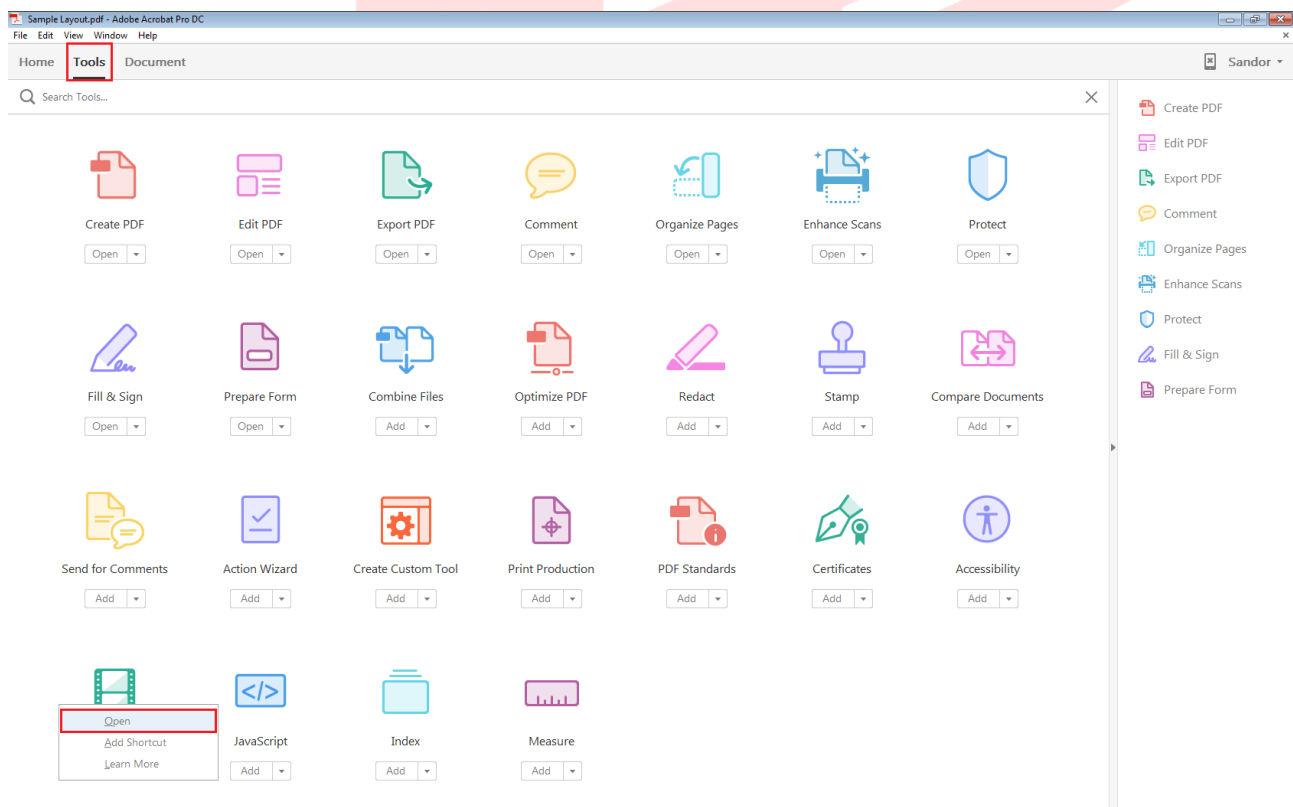 Sample Layout.pdf - Adobe Acrobat Pro DC
File Edit View Window Help
Home Tools Document Sandor
Search Tools...
Create PDF Edit PDF Export PDF Comment Organize Pages Enhance Scans Protect
Open Open Open Open Open Open Open
Fill & Sign Prepare Form Combine Files Optimize PDF Redact Stamp Compare Documents
Open Open Add Add Add Add Add
Send for Comments Action Wizard Create Custom Tool Print Production PDF Standards Certificates Accessibility
Add Add Add Add Add Add Add
Open
Add Shortcut
Learn More
</> 
JavaScript Index Measure
Add Add Add
Create PDF
Edit PDF
Export PDF
Comment
Organize Pages
Enhance Scans
Protect
Fill & Sign
Prepare Form